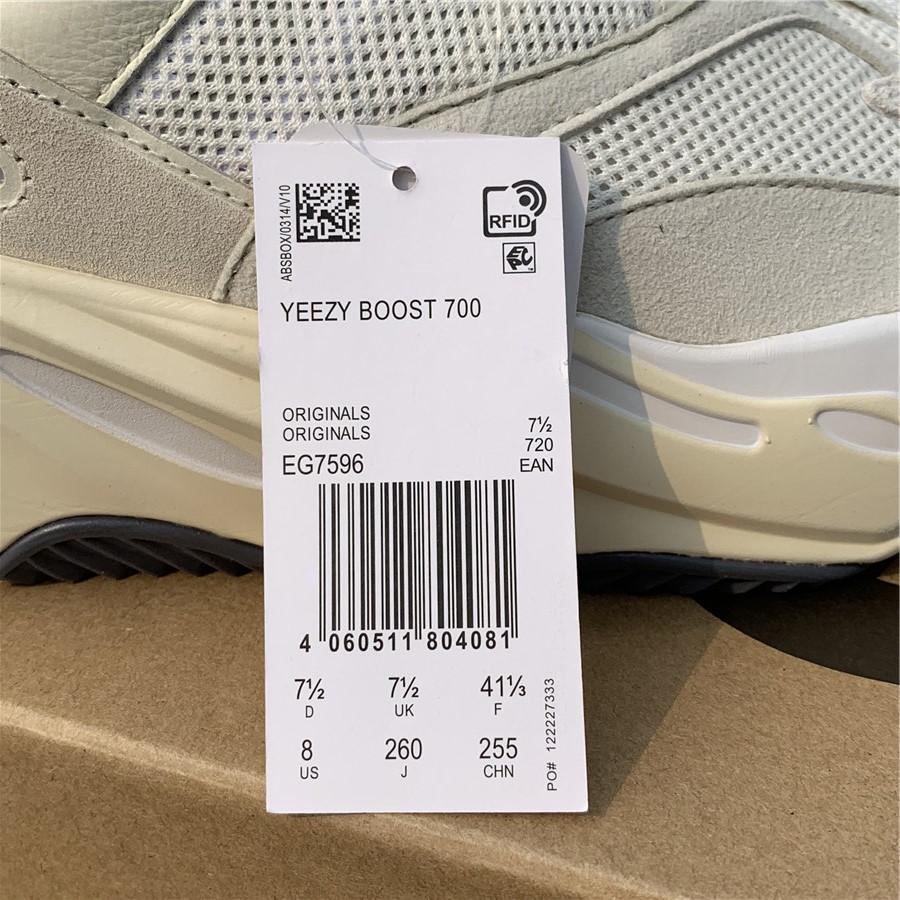 ABSBOX/0314/V10
RFID
EPC
YEEZY BOOST 700
ORIGINALS
ORIGINALS
EG7596
7½
720
EAN
4 060511 804081
7½ 7½ 41⅓
D UK F
8 260 255
US J CHN
PO# 122227333